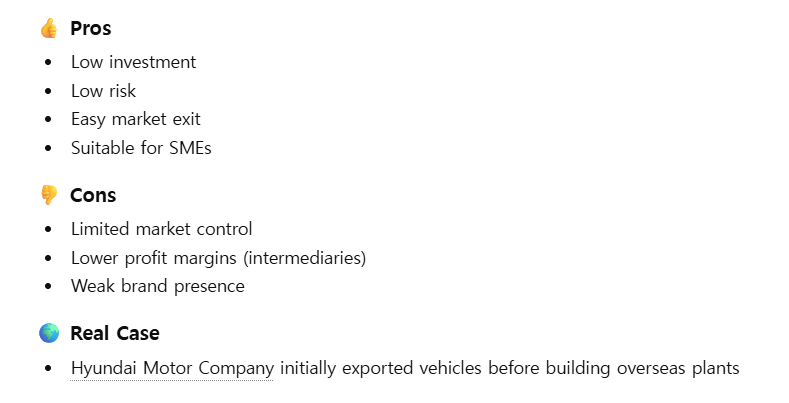 👍 Pros
• Low investment
• Low risk
• Easy market exit
• Suitable for SMEs
👎 Cons
• Limited market control
• Lower profit margins (intermediaries)
• Weak brand presence
🌍 Real Case
• Hyundai Motor Company initially exported vehicles before building overseas plants